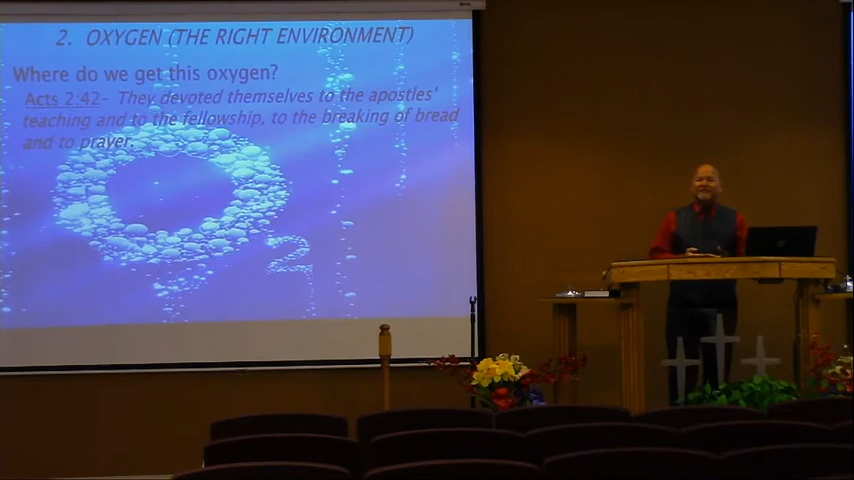 2. OXYGEN (THE RIGHT ENVIRONMENT)
Where do we get this oxygen?
Acts 2:42- They devoted themselves to the apostles'
teaching and to the fellowship, to the breaking of bread
and to prayer.
O2